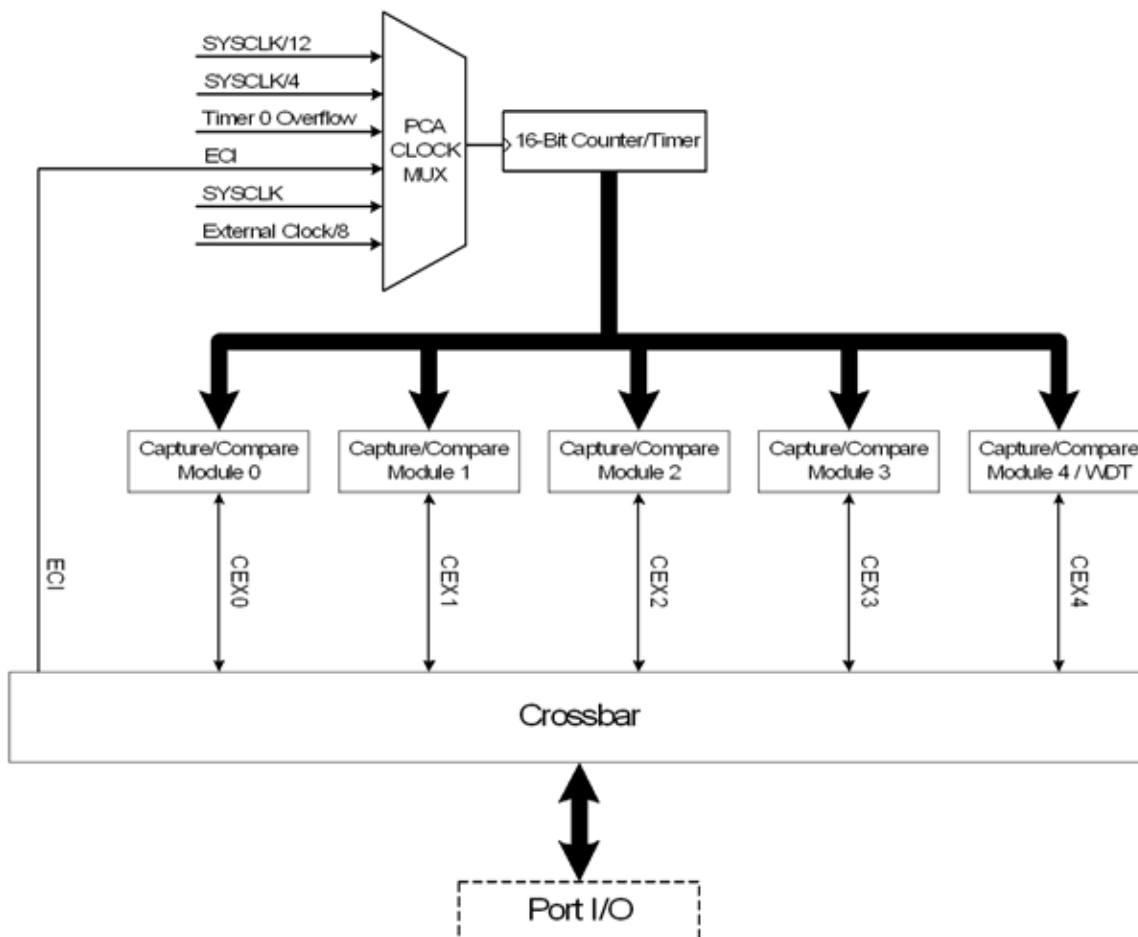 SYSCLK/12
SYSCLK/4
Timer 0 Overflow
ECI
SYSCLK
External Clock/8
PCA
CLOCK
MUX
16-Bit Counter/Timer
Capture/Compare
Module 0
Capture/Compare
Module 1
Capture/Compare
Module 2
Capture/Compare
Module 3
Capture/Compare
Module 4 / WDT
ECI
CEX0
CEX1
CEX2
CEX3
CEX4
Crossbar
Port I/O